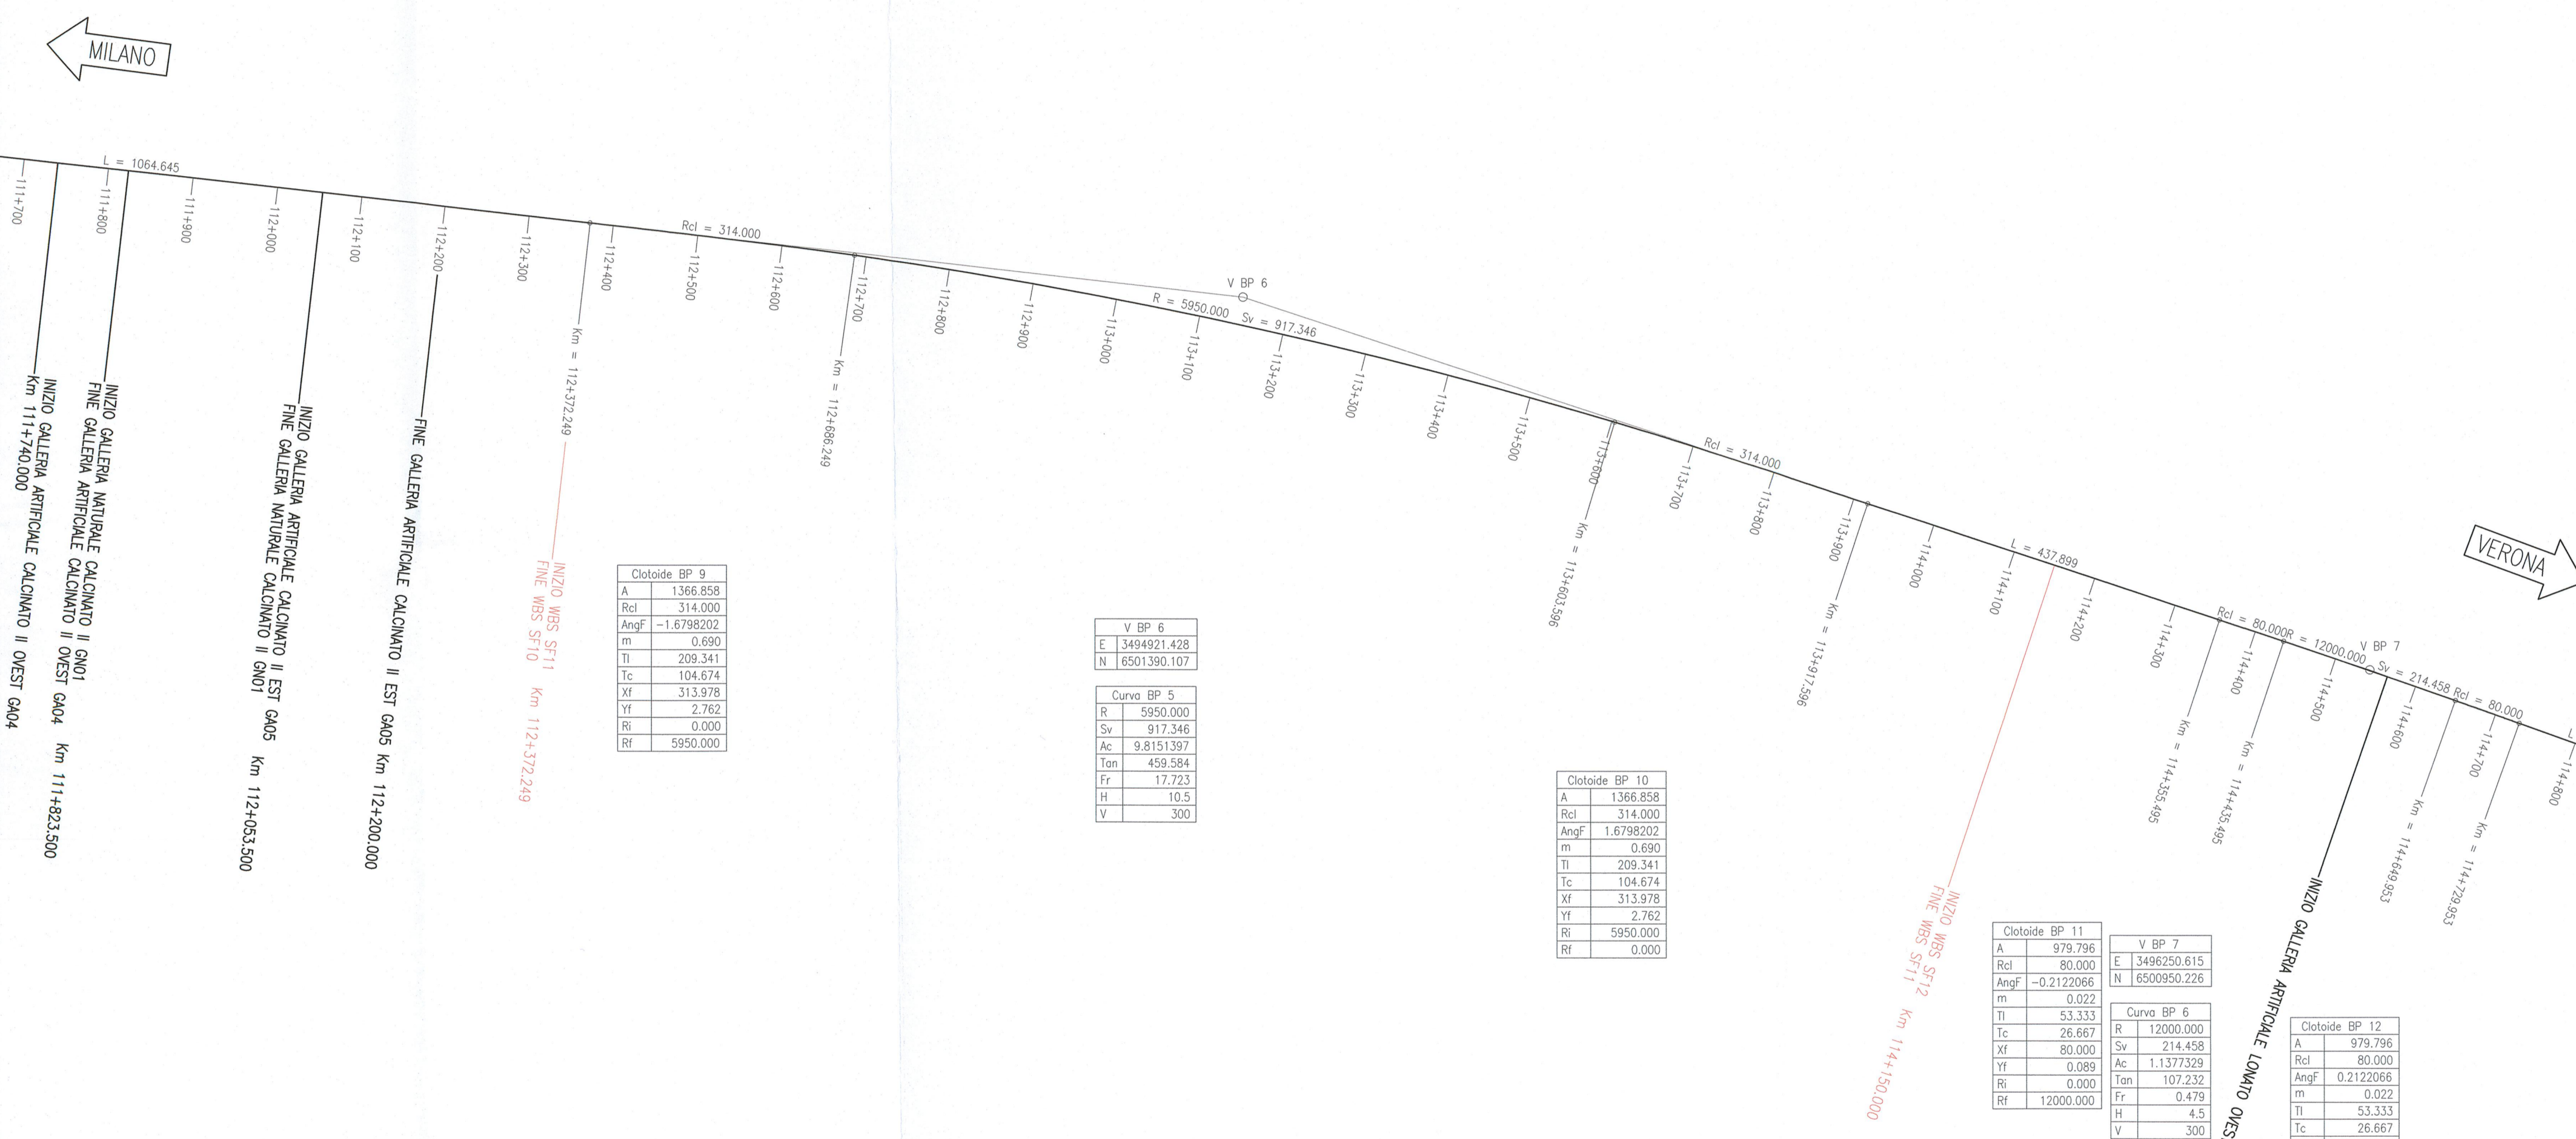 MILANO
L = 1064.645
111+700
111+800
111+900
112+000
112+100
112+200
112+300
112+400
112+500
112+600
112+700
112+800
112+900
113+000
113+100
113+200
113+300
113+400
113+500
113+600
113+700
113+800
113+900
114+000
114+100
114+200
114+300
114+400
114+500
114+600
114+700
114+800
Rcl = 314.000
V BP 6
R = 5950.000 Sv = 917.346
Rcl = 314.000
L = 437.899
Rcl = 80.000
R = 12000.000
V BP 7
Sv = 214.458
Rcl = 80.000
L
VERONA
INIZIO GALLERIA ARTIFICIALE CALCINATO II OVEST GA04
Km 111+740.000
INIZIO GALLERIA NATURALE CALCINATO II GN01
FINE GALLERIA ARTIFICIALE CALCINATO II OVEST GA04 Km 111+823.500
INIZIO GALLERIA ARTIFICIALE CALCINATO II EST GA05
FINE GALLERIA NATURALE CALCINATO II GN01 Km 112+053.500
FINE GALLERIA ARTIFICIALE CALCINATO II EST GA05 Km 112+200.000
Km = 112+372.249
INIZIO WBS SF11
FINE WBS SF10 Km 112+372.249
Km = 112+686.249
Km = 113+603.596
Km = 113+917.596
INIZIO WBS SF12
FINE WBS SF11 Km 114+150.000
Km = 114+355.495
Km = 114+435.495
INIZIO GALLERIA ARTIFICIALE LONATO OVES
Km = 114+649.953
Km = 114+729.953
Clotoide BP 9
A 1366.858
Rcl 314.000
AngF -1.6798202
m 0.690
Tl 209.341
Tc 104.674
Xf 313.978
Yf 2.762
Ri 0.000
Rf 5950.000
V BP 6
E 3494921.428
N 6501390.107
Curva BP 5
R 5950.000
Sv 917.346
Ac 9.8151397
Tan 459.584
Fr 17.723
H 10.5
V 300
Clotoide BP 10
A 1366.858
Rcl 314.000
AngF 1.6798202
m 0.690
Tl 209.341
Tc 104.674
Xf 313.978
Yf 2.762
Ri 5950.000
Rf 0.000
Clotoide BP 11
A 979.796
Rcl 80.000
AngF -0.2122066
m 0.022
Tl 53.333
Tc 26.667
Xf 80.000
Yf 0.089
Ri 0.000
Rf 12000.000
V BP 7
E 3496250.615
N 6500950.226
Curva BP 6
R 12000.000
Sv 214.458
Ac 1.1377329
Tan 107.232
Fr 0.479
H 4.5
V 300
Clotoide BP 12
A 979.796
Rcl 80.000
AngF 0.2122066
m 0.022
Tl 53.333
Tc 26.667